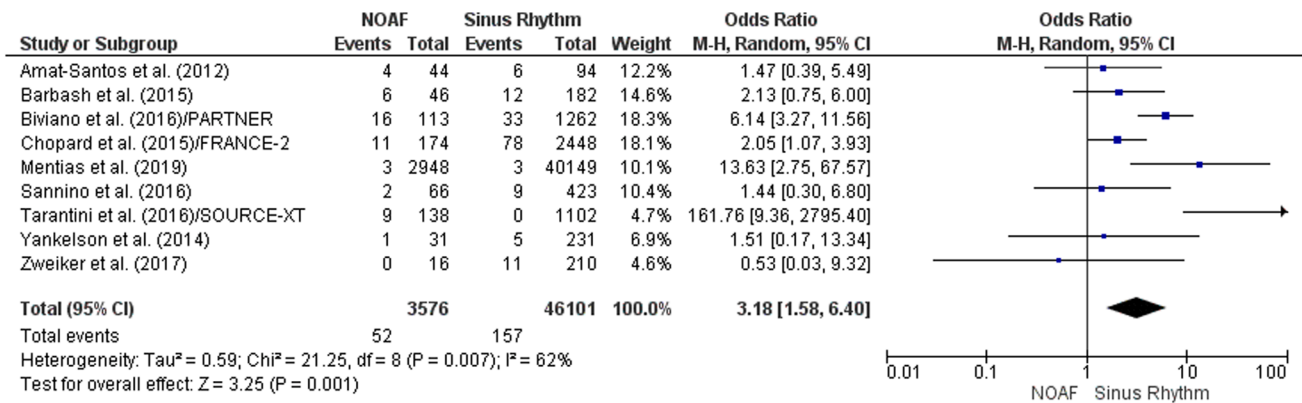 NOAF Sinus Rhythm Odds Ratio Odds Ratio
Study or Subgroup Events Total Events Total Weight M-H, Random, 95% CI M-H, Random, 95% CI
Amat-Santos et al. (2012) 4 44 6 94 12.2% 1.47 [0.39, 5.49]
Barbash et al. (2015) 6 46 12 182 14.6% 2.13 [0.75, 6.00]
Biviano et al. (2016)/PARTNER 16 113 33 1262 18.3% 6.14 [3.27, 11.56]
Chopard et al. (2015)/FRANCE-2 11 174 78 2448 18.1% 2.05 [1.07, 3.93]
Mentias et al. (2019) 3 2948 3 40149 10.1% 13.63 [2.75, 67.57]
Sannino et al. (2016) 2 66 9 423 10.4% 1.44 [0.30, 6.80]
Tarantini et al. (2016)/SOURCE-XT 9 138 0 1102 4.7% 161.76 [9.36, 2795.40]
Yankelson et al. (2014) 1 31 5 231 6.9% 1.51 [0.17, 13.34]
Zweiker et al. (2017) 0 16 11 210 4.6% 0.53 [0.03, 9.32]
Total (95% CI) 3576 46101 100.0% 3.18 [1.58, 6.40]
Total events 52 157
Heterogeneity: Tau² = 0.59; Chi² = 21.25, df = 8 (P = 0.007); I² = 62%
Test for overall effect: Z = 3.25 (P = 0.001)
0.01 0.1 1 10 100
NOAF Sinus Rhythm